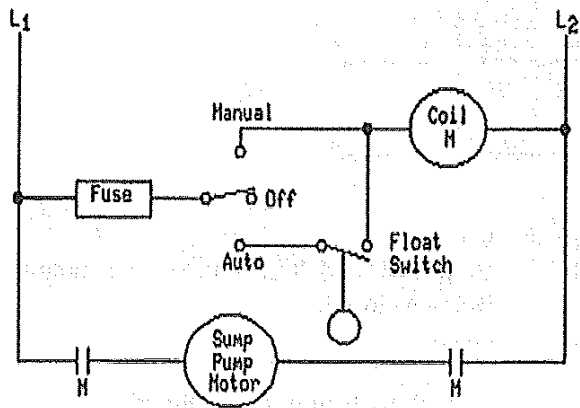 L1
L2
Manual
Coil
M
Fuse
Off
Auto
Float
Switch
Sump
Pump
Motor
M
M